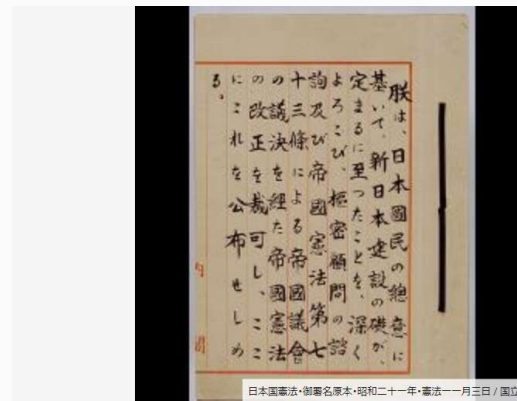 朕は、日本國民の總意に
基いて、新日本建設の礎が、
定まるに至つたことを、深く
よろこび、樞密顧問の諮
詢及び帝國憲法第七
十三條による帝國議會
の議決を経た帝國憲法
の改正を裁可し、ここ
にこれを公布せしめ
る。
内閣
日本国憲法・御署名原本・昭和二十一年・憲法一一月三日 / 国立